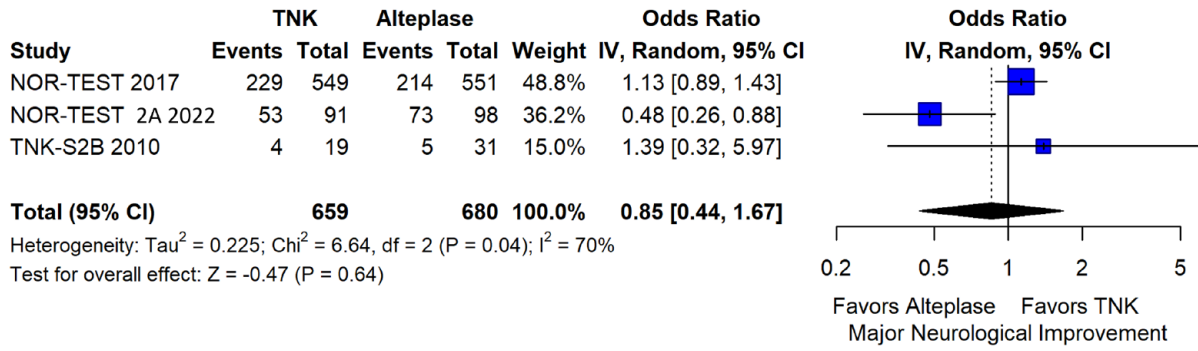 TNK Alteplase Odds Ratio Odds Ratio
Study Events Total Events Total Weight IV, Random, 95% CI IV, Random, 95% CI
NOR-TEST 2017 229 549 214 551 48.8% 1.13 [0.89, 1.43]
NOR-TEST 2A 2022 53 91 73 98 36.2% 0.48 [0.26, 0.88]
TNK-S2B 2010 4 19 5 31 15.0% 1.39 [0.32, 5.97]
Total (95% CI) 659 680 100.0% 0.85 [0.44, 1.67]
Heterogeneity: Tau² = 0.225; Chi² = 6.64, df = 2 (P = 0.04); I² = 70%
Test for overall effect: Z = -0.47 (P = 0.64)
0.2 0.5 1 2 5
Favors Alteplase Favors TNK
Major Neurological Improvement